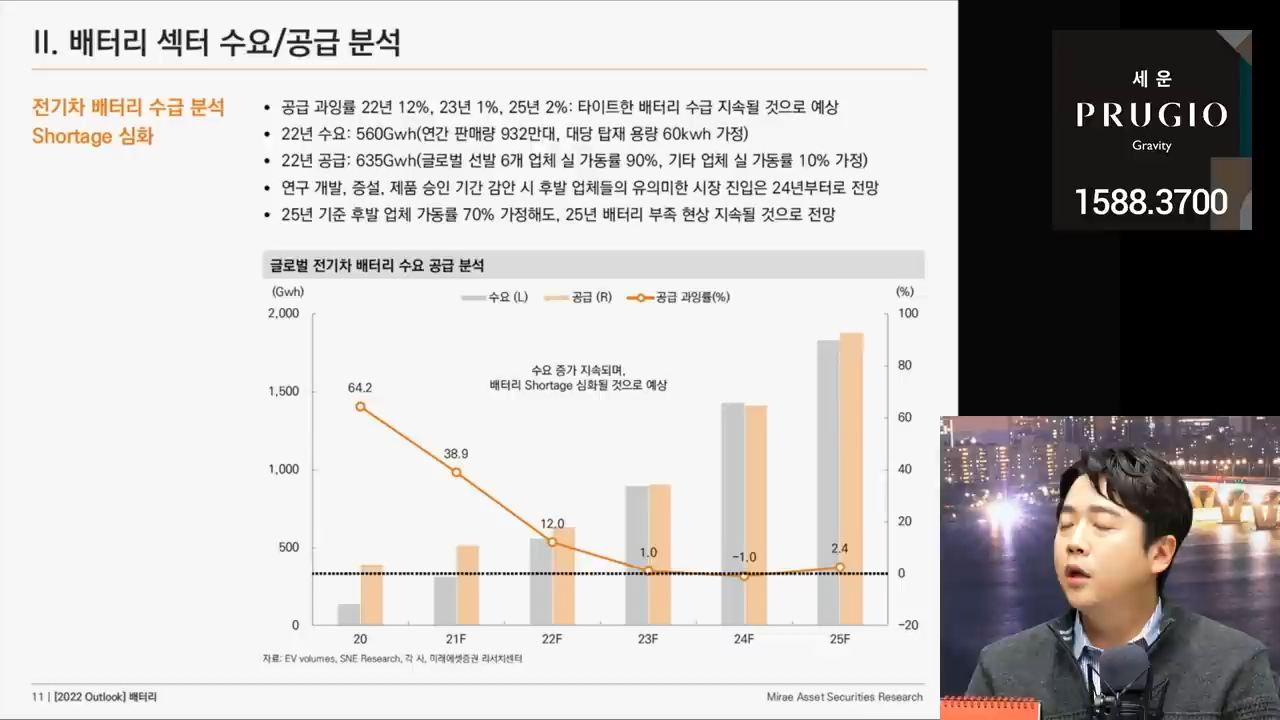 II. 배터리 섹터 수요/공급 분석
전기차 배터리 수급 분석
Shortage 심화
• 공급 과잉률 22년 12%, 23년 1%, 25년 2%: 타이트한 배터리 수급 지속될 것으로 예상
• 22년 수요: 560Gwh(연간 판매량 932만대, 대당 탑재 용량 60kwh 가정)
• 22년 공급: 635Gwh(글로벌 선발 6개 업체 실 가동률 90%, 기타 업체 실 가동률 10% 가정)
• 연구 개발, 증설, 제품 승인 기간 감안 시 후발 업체들의 유의미한 시장 진입은 24년부터로 전망
• 25년 기준 후발 업체 가동률 70% 가정해도, 25년 배터리 부족 현상 지속될 것으로 전망
글로벌 전기차 배터리 수요 공급 분석
(Gwh)
수요 (L) 공급 (R) 공급 과잉률(%)
(%)
2,000
1,500
1,000
500
0
100
80
60
40
20
0
-20
수요 증가 지속되며,
배터리 Shortage 심화될 것으로 예상
64.2
38.9
12.0
1.0
-1.0
2.4
20 21F 22F 23F 24F 25F
자료: EV volumes, SNE Research, 각 사, 미래에셋증권 리서치센터
11 | [2022 Outlook] 배터리
Mirae Asset Securities Research
세운
PRUGIO
Gravity
1588.3700